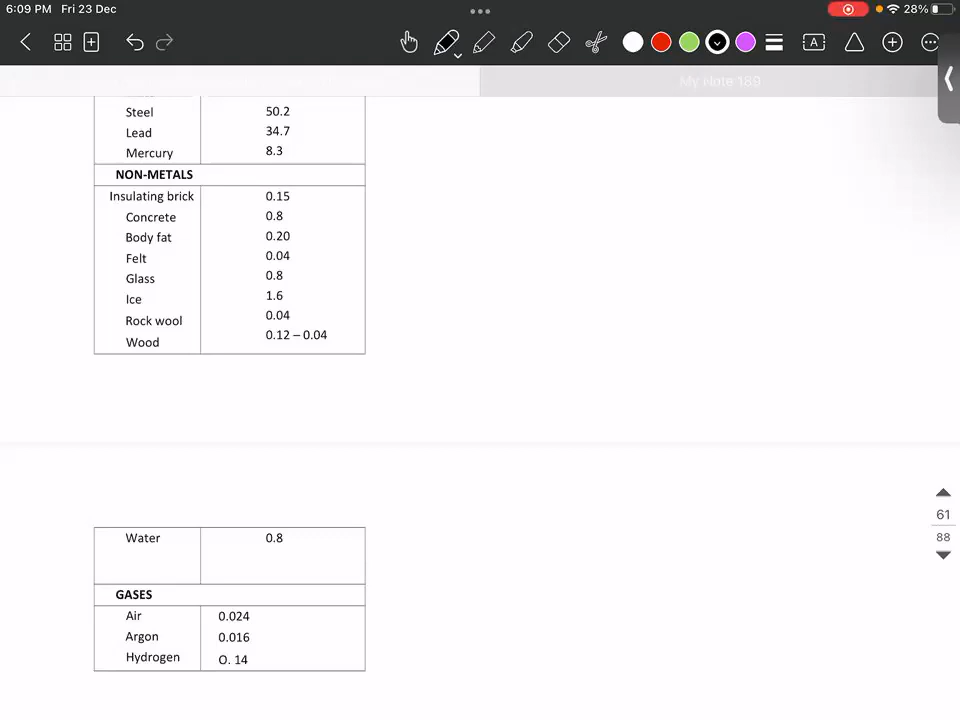 6:09 PM Fri 23 Dec
28%
A
My Note 189
Steel 50.2
Lead 34.7
Mercury 8.3
NON-METALS
Insulating brick 0.15
Concrete 0.8
Body fat 0.20
Felt 0.04
Glass 0.8
Ice 1.6
Rock wool 0.04
Wood 0.12 – 0.04
61
88
Water 0.8
GASES
Air 0.024
Argon 0.016
Hydrogen O. 14